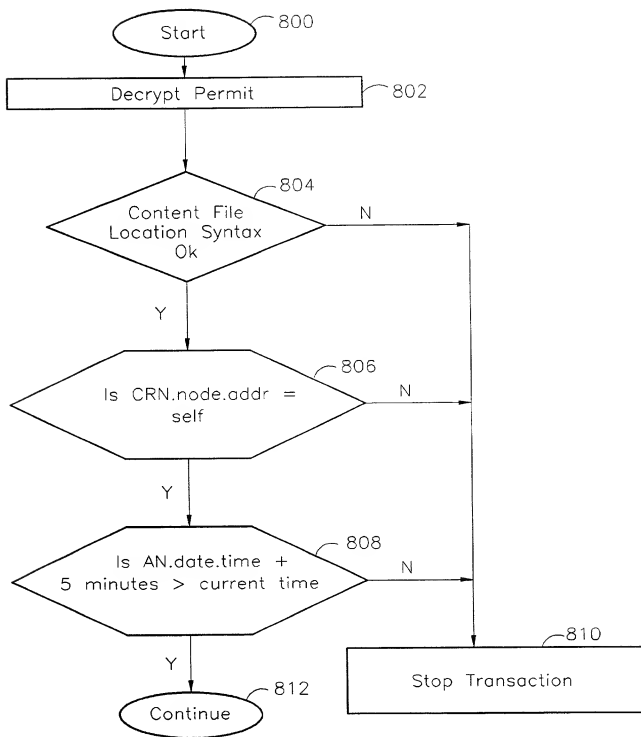 Start
800
Decrypt Permit
802
804
Content File
Location Syntax
Ok
N
Y
806
Is CRN.node.addr =
self
N
Y
808
Is AN.date.time +
5 minutes > current time
N
Y
810
Stop Transaction
812
Continue